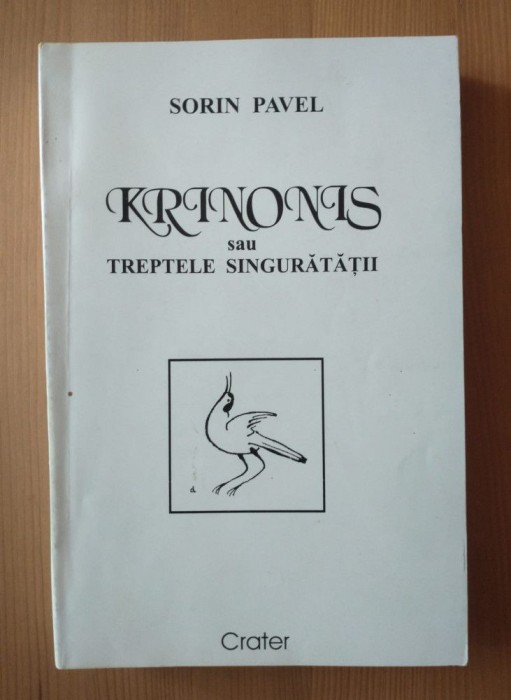 SORIN PAVEL
KRINONIS
sau
TREPTELE SINGURĂTĂȚII
Crater